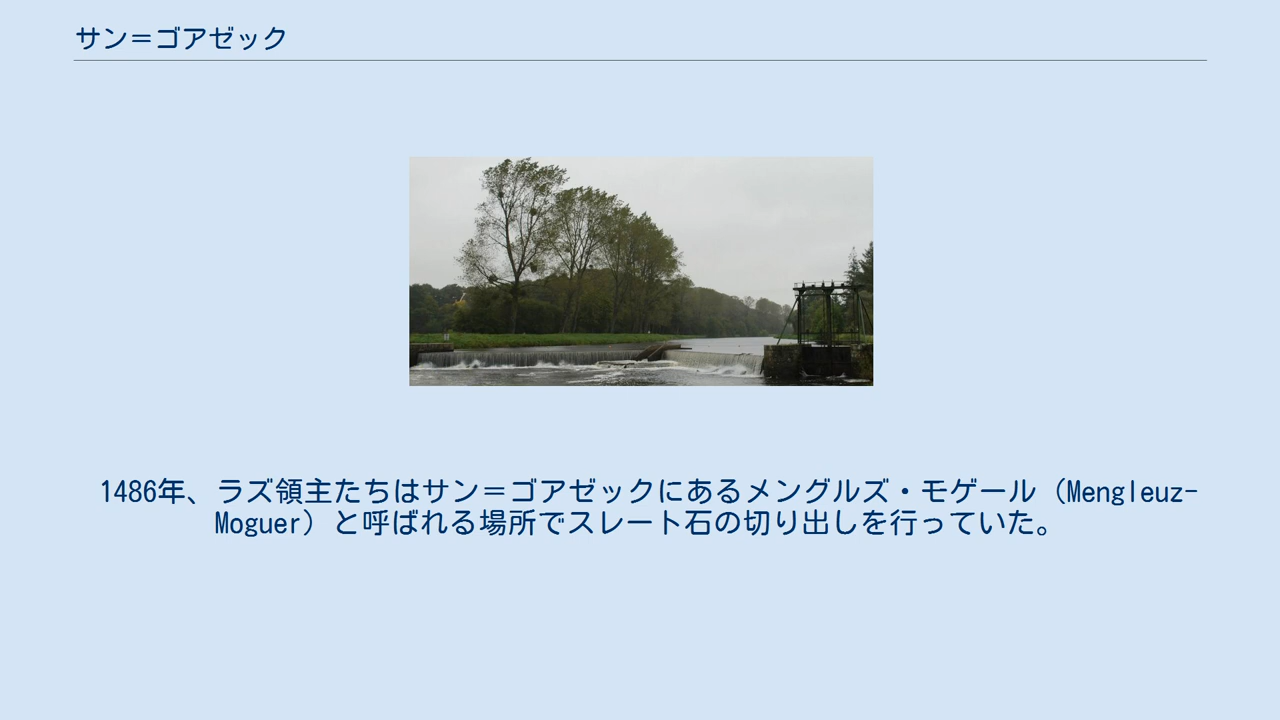 サン＝ゴアゼック
1486年、ラズ領主たちはサン＝ゴアゼックにあるメングルズ・モゲール（Mengleuz-
Moguer）と呼ばれる場所でスレート石の切り出しを行っていた。